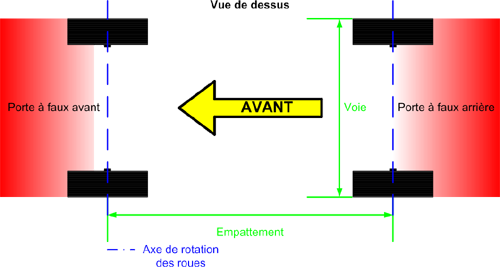 Vue de dessus
Porte à faux avant
AVANT
Voie
Porte à faux arrière
Empattement
Axe de rotation
des roues